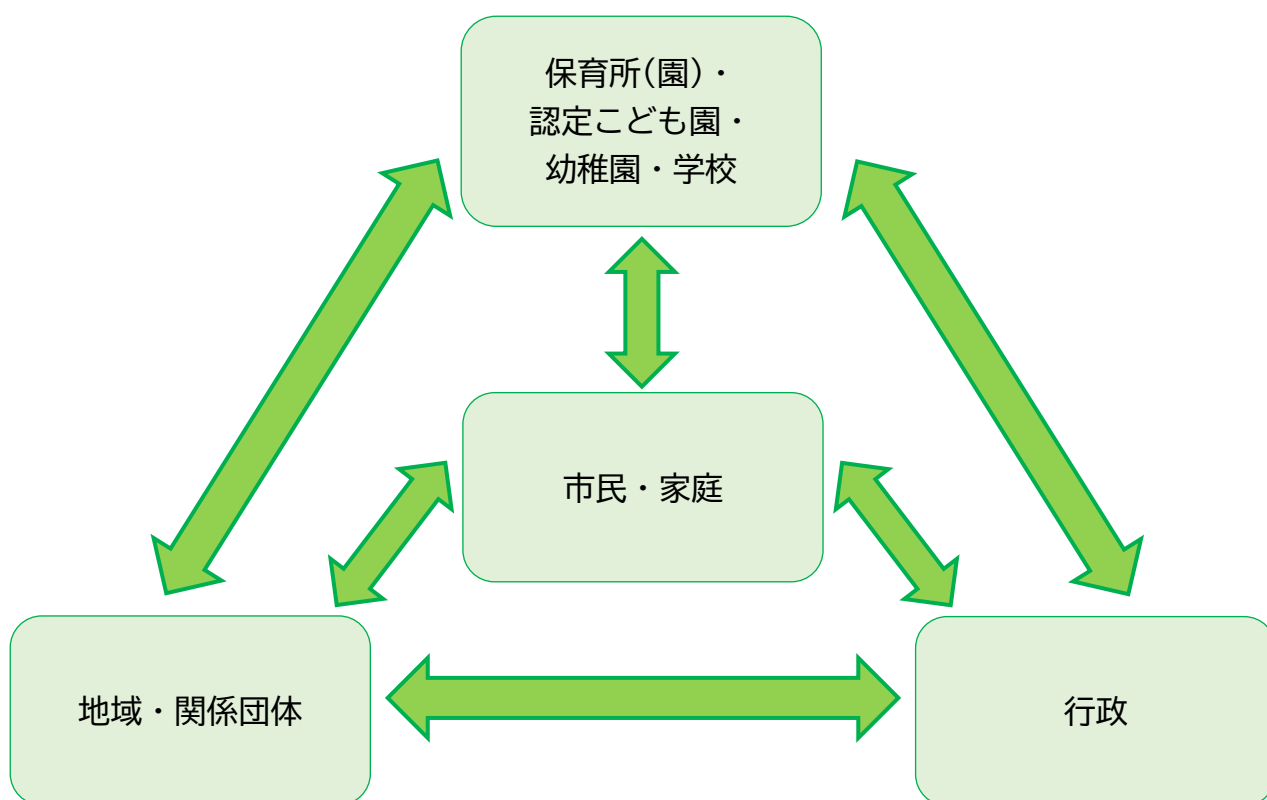 保育所(園)・
認定こども園・
幼稚園・学校
市民・家庭
地域・関係団体
行政